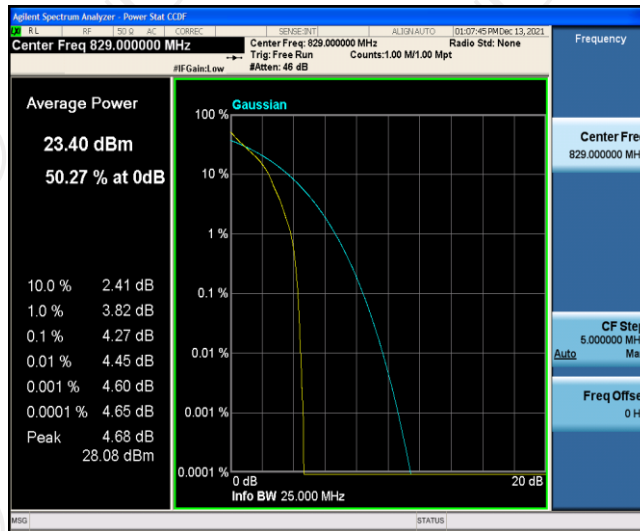 Agilent Spectrum Analyzer - Power Stat CCDF
RL RF 50 Ω AC CORREC SENSE:INT ALIGNAUTO 01:07:45 PM Dec 13, 2021
Center Freq 829.000000 MHz
Center Freq: 829.000000 MHz Radio Std: None
Trig: Free Run Counts:1.00 M/1.00 Mpt
#IFGain:Low #Atten: 46 dB
Frequency
Average Power
23.40 dBm
50.27 % at 0dB
10.0 % 2.41 dB
1.0 % 3.82 dB
0.1 % 4.27 dB
0.01 % 4.45 dB
0.001 % 4.60 dB
0.0001 % 4.65 dB
Peak 4.68 dB
28.08 dBm
Gaussian
100 %
10 %
1 %
0.1 %
0.01 %
0.001 %
0.0001 %
0 dB 20 dB
Info BW 25.000 MHz
Center Fre
829.000000 MH
CF Step
5.000000 MH
Auto Ma
Freq Offse
0 H
MSG STATUS